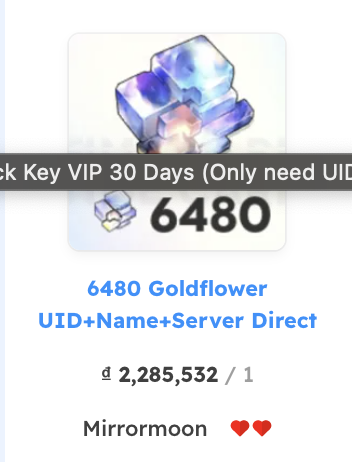 ck Key VIP 30 Days (Only need UID
6480
6480 Goldflower
UID+Name+Server Direct
₫ 2,285,532 / 1
Mirrormoon ♥♥